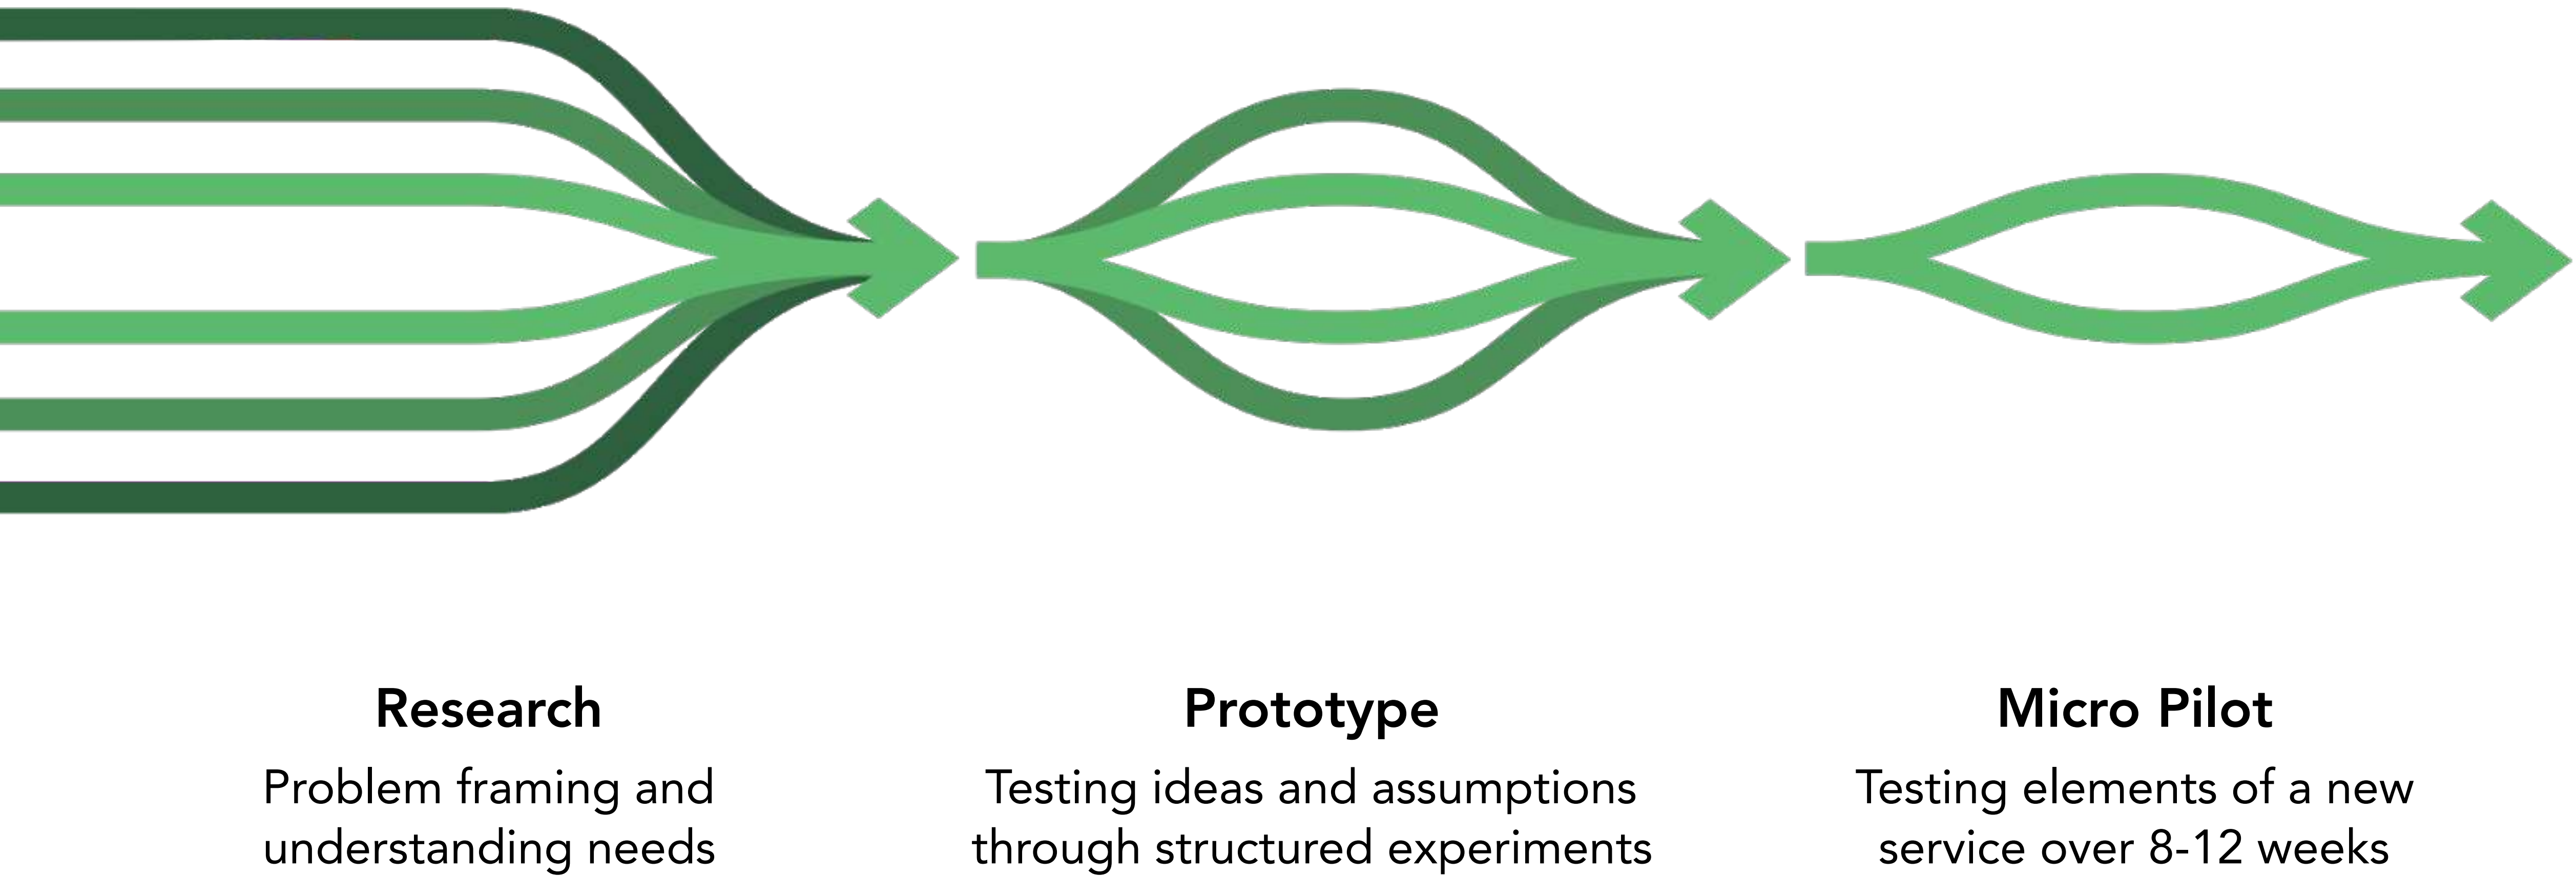 Research
Problem framing and
understanding needs
Prototype
Testing ideas and assumptions
through structured experiments
Micro Pilot
Testing elements of a new
service over 8-12 weeks